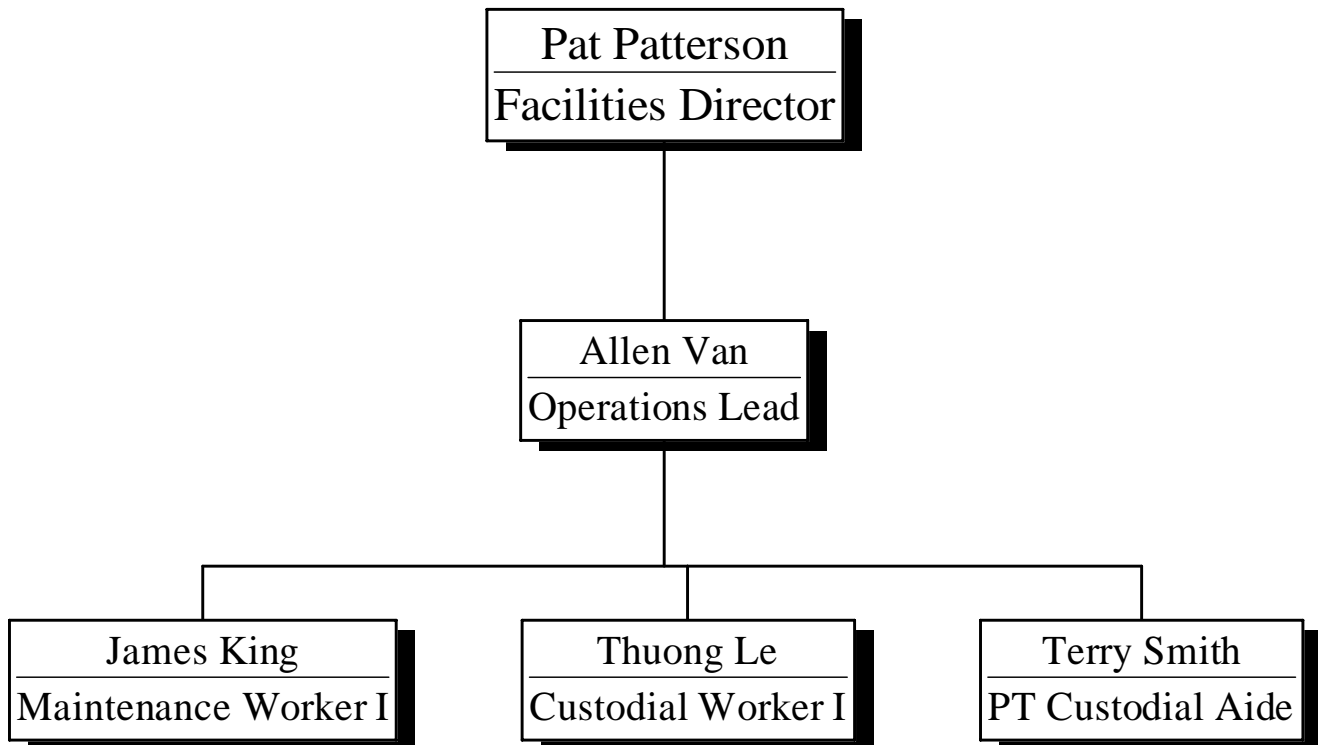 Pat Patterson
Facilities Director
Allen Van
Operations Lead
James King
Maintenance Worker I
Thuong Le
Custodial Worker I
Terry Smith
PT Custodial Aide